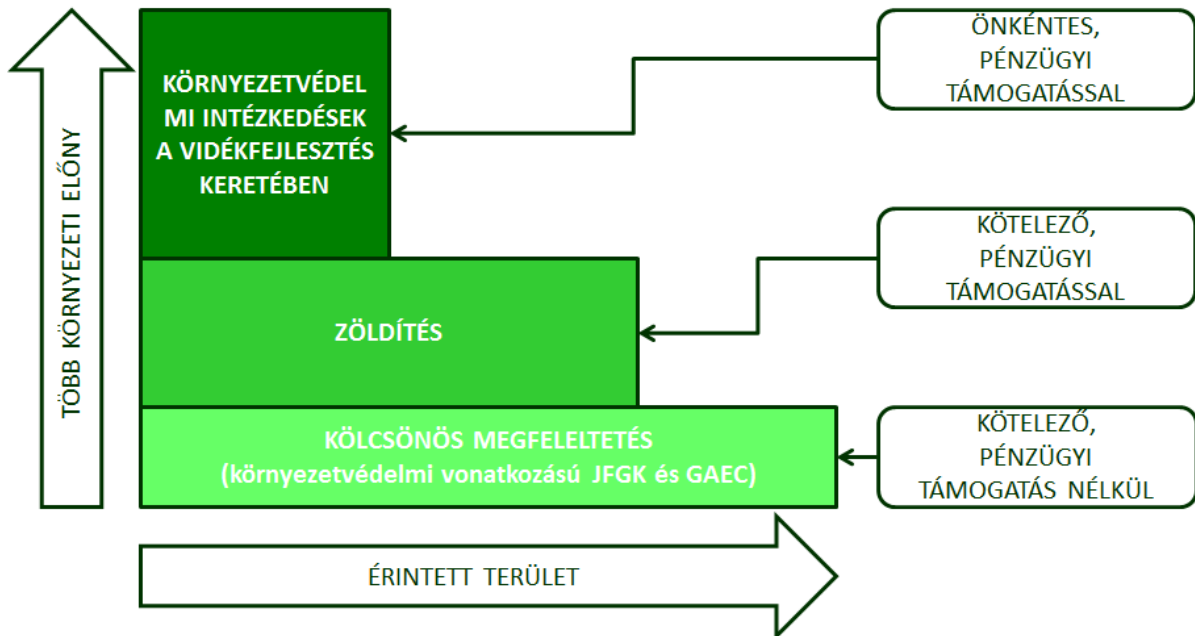 TÖBB KÖRNYEZETI ELŐNY
KÖRNYEZETVÉDEL
MI INTÉZKEDÉSEK
A VIDÉKFEJLESZTÉS
KERETÉBEN
ÖNKÉNTES,
PÉNZÜGYI
TÁMOGATÁSSAL
ZÖLDÍTÉS
KÖTELEZŐ,
PÉNZÜGYI
TÁMOGATÁSSAL
KÖLCSÖNÖS MEGFELELTETÉS
(környezetvédelmi vonatkozású JFGK és GAEC)
KÖTELEZŐ,
PÉNZÜGYI
TÁMOGATÁS NÉLKÜL
ÉRINTETT TERÜLET